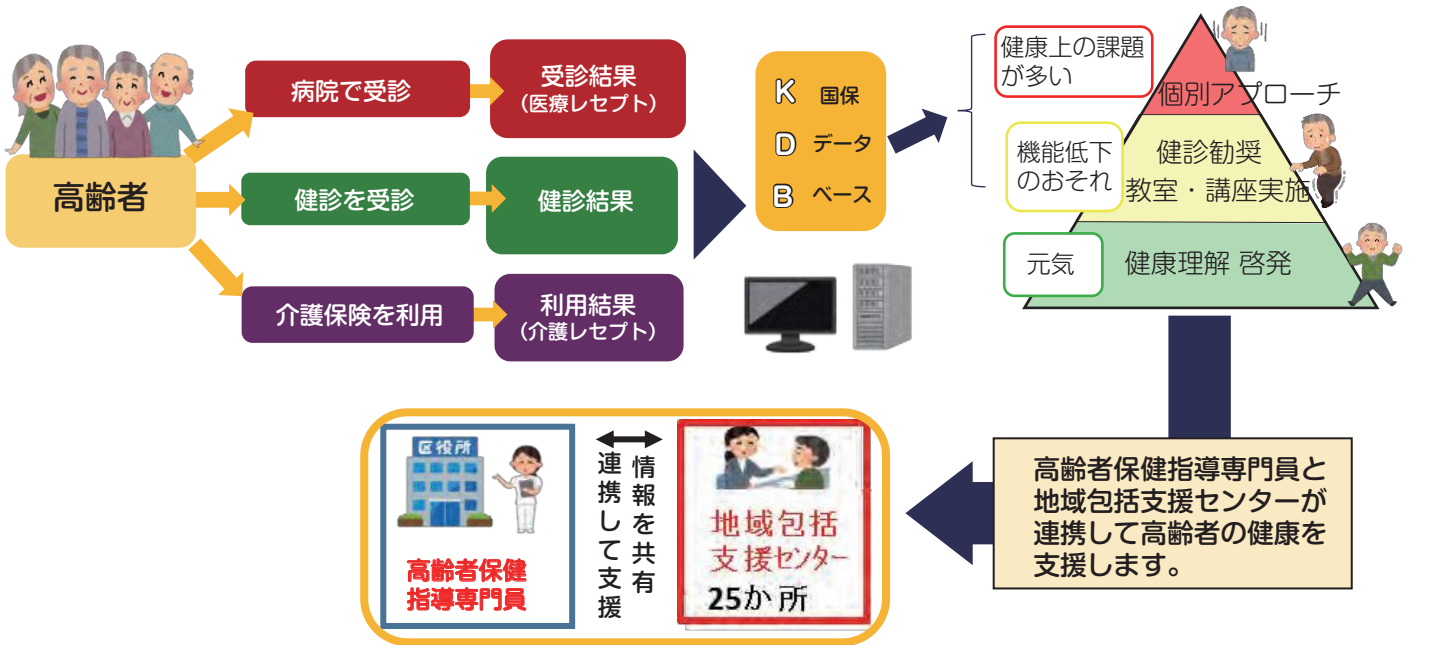 高齢者
病院で受診
受診結果
（医療レセプト）
健診を受診
健診結果
介護保険を利用
利用結果
（介護レセプト）
K 国保
D データ
B ベース
健康上の課題
が多い
個別アプローチ
機能低下
のおそれ
健診勧奨
教室・講座実施
元気
健康理解 啓発
高齢者保健指導専門員と
地域包括支援センターが
連携して高齢者の健康を
支援します。
区役所
高齢者保健
指導専門員
情報を共有
連携して支援
地域包括
支援センター
25か所